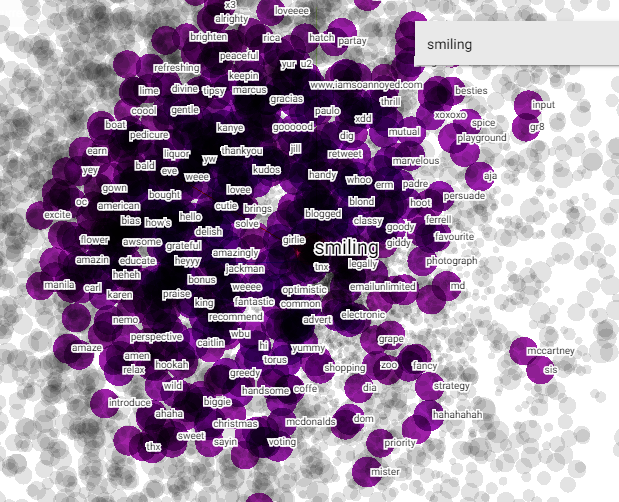 x3
loveeee
alrighty
brighten
rica
hatch
partay
smiling
peaceful
refreshing
yur
u2
keepin
www.iamsoannoyed.com
lime
divine
tipsy
marcus
besties
gracias
thrill
input
coool
gentle
paulo
xoxoxo
xdd
spice
boat
kanye
goooood
gr8
pedicure
dig
mutual
playground
earn
liquor
thankyou
jill
retweet
yw
marvelous
yey
bald
eve
weee
kudos
handy
whoo
erm
padre
aja
gown
lovee
persuade
bought
oc
american
cutie
brings
blond
hoot
excite
bias
how's
hello
solve
blogged
classy
goody
ferrell
delish
flower
awsome
girlie
smiling
giddy
favourite
grateful
amazin
educate
heyyy
amazingly
tnx
legally
photograph
heheh
jackman
manila
carl
bonus
weeee
optimistic
emailunlimited
md
karen
praise
king
fantastic
common
nemo
recommend
advert
electronic
perspective
caitlin
wbu
grape
amaze
amen
hi
yummy
relax
hookah
torus
shopping
zoo
fancy
greedy
wild
handsome
coffe
dia
strategy
introduce
biggie
ahaha
hahahahah
christmas
mcdonalds
dom
sweet
thx
sayin
voting
priority
mister
mccartney
sis